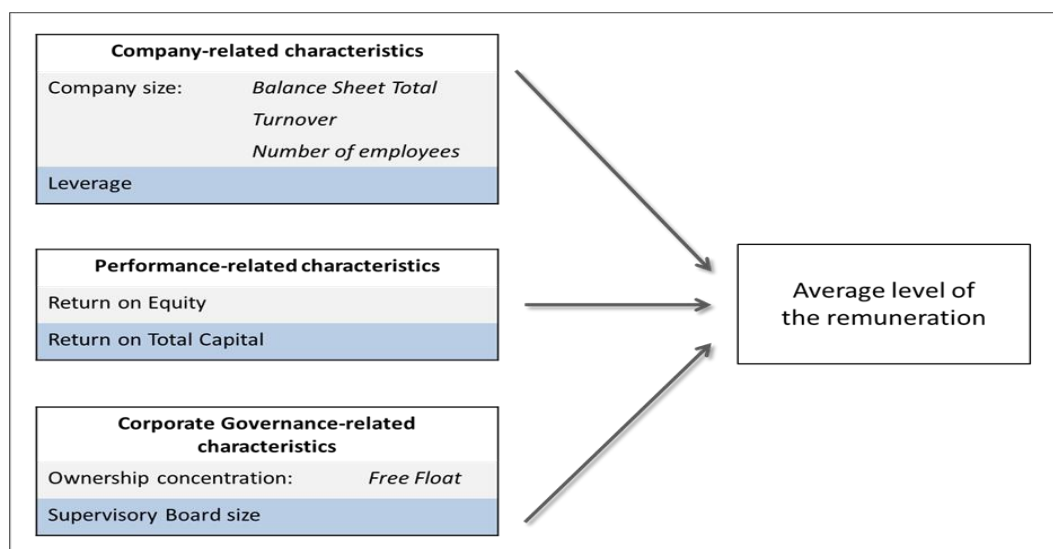 Company-related characteristics
Company size: Balance Sheet Total
Turnover
Number of employees
Leverage
Performance-related characteristics
Return on Equity
Return on Total Capital
Corporate Governance-related
characteristics
Ownership concentration: Free Float
Supervisory Board size
Average level of
the remuneration